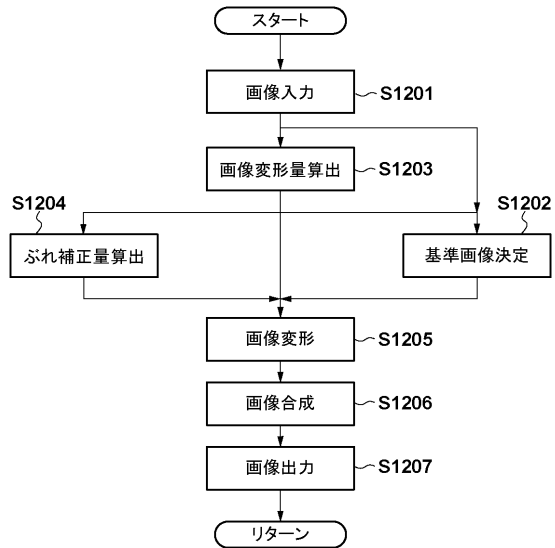 スタート
画像入力
S1201
画像変形量算出
S1203
S1204
S1202
ぶれ補正量算出
基準画像決定
画像変形
S1205
画像合成
S1206
画像出力
S1207
リターン